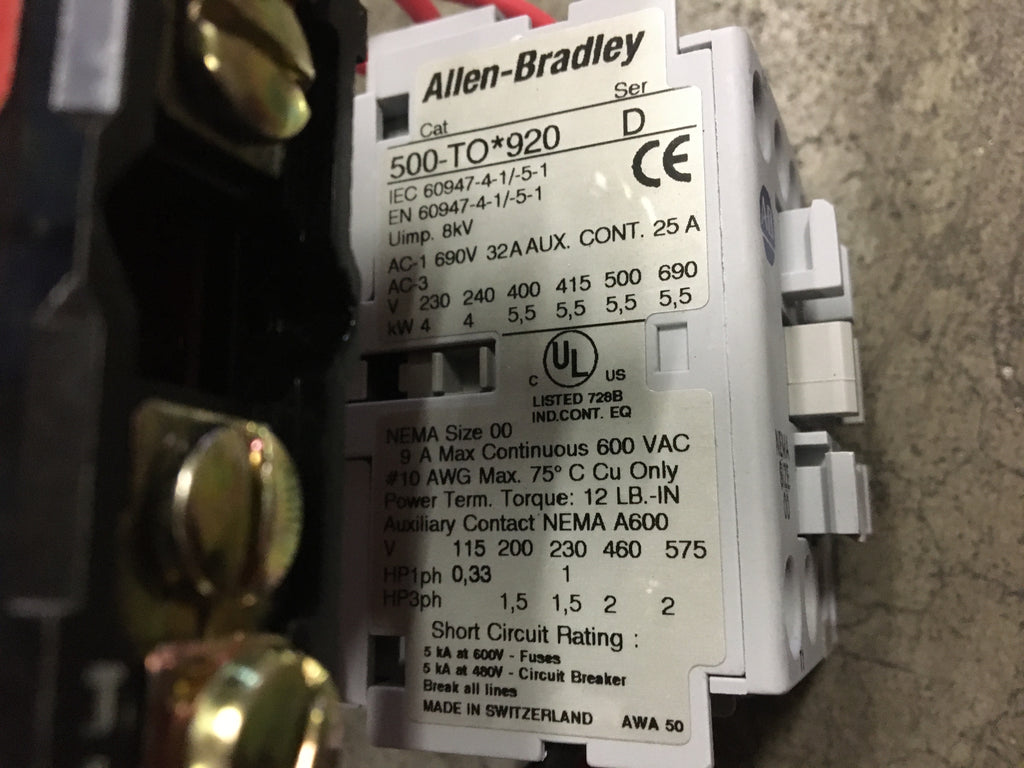 Allen-Bradley
Cat Ser
500-TO*920 D
IEC 60947-4-1/-5-1
EN 60947-4-1/-5-1
CE
Uimp. 8kV
AC-1 690V 32A AUX. CONT. 25 A
AC-3
V 230 240 400 415 500 690
kW 4 4 5,5 5,5 5,5 5,5
C UL US
LISTED 728B
IND.CONT. EQ
NEMA Size 00
9 A Max Continuous 600 VAC
#10 AWG Max. 75° C Cu Only
Power Term. Torque: 12 LB.-IN
Auxiliary Contact NEMA A600
V 115 200 230 460 575
HP1ph 0,33 1
HP3ph 1,5 1,5 2 2
Short Circuit Rating :
5 kA at 600V - Fuses
5 kA at 480V - Circuit Breaker
Break all lines
MADE IN SWITZERLAND AWA 50
AB
NEMA
SIZE
00